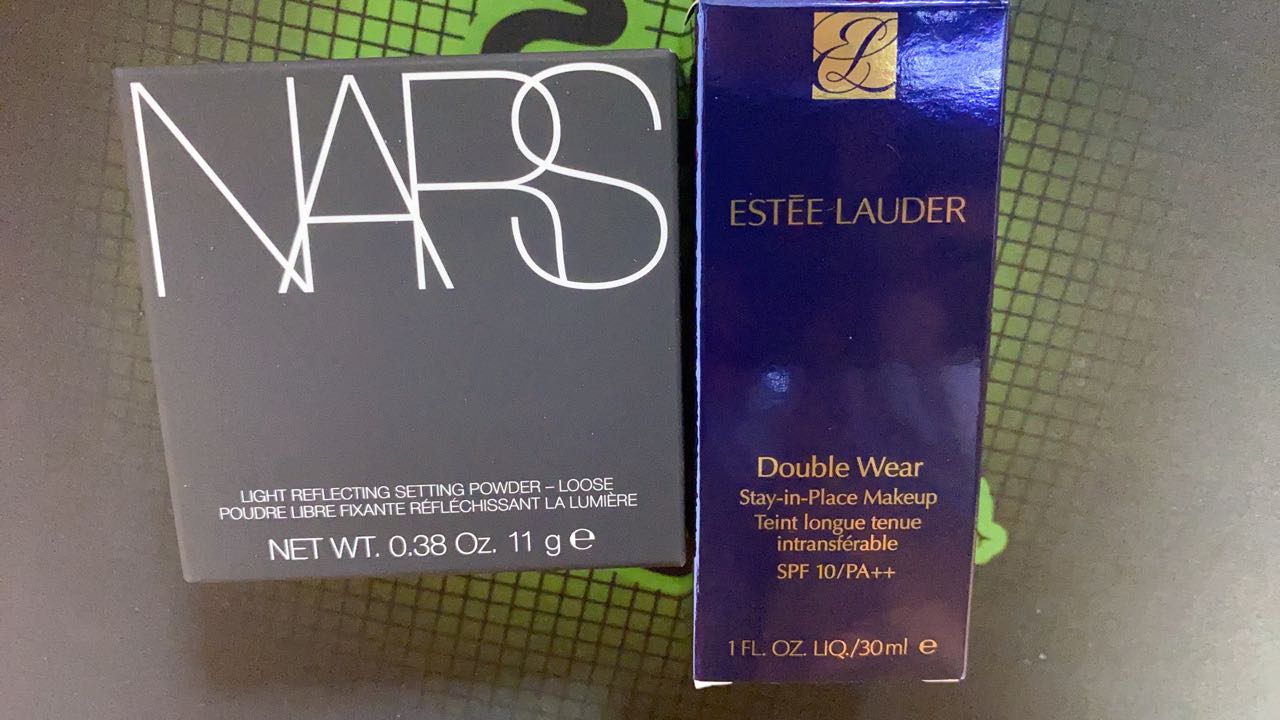 NARS
LIGHT REFLECTING SETTING POWDER – LOOSE
POUDRE LIBRE FIXANTE RÉFLÉCHISSANT LA LUMIÈRE
NET WT. 0.38 Oz. 11 g e
EL
ESTĒE LAUDER
Double Wear
Stay-in-Place Makeup
Teint longue tenue
intransférable
SPF 10/PA++
1 FL. OZ. LIQ./30ml e